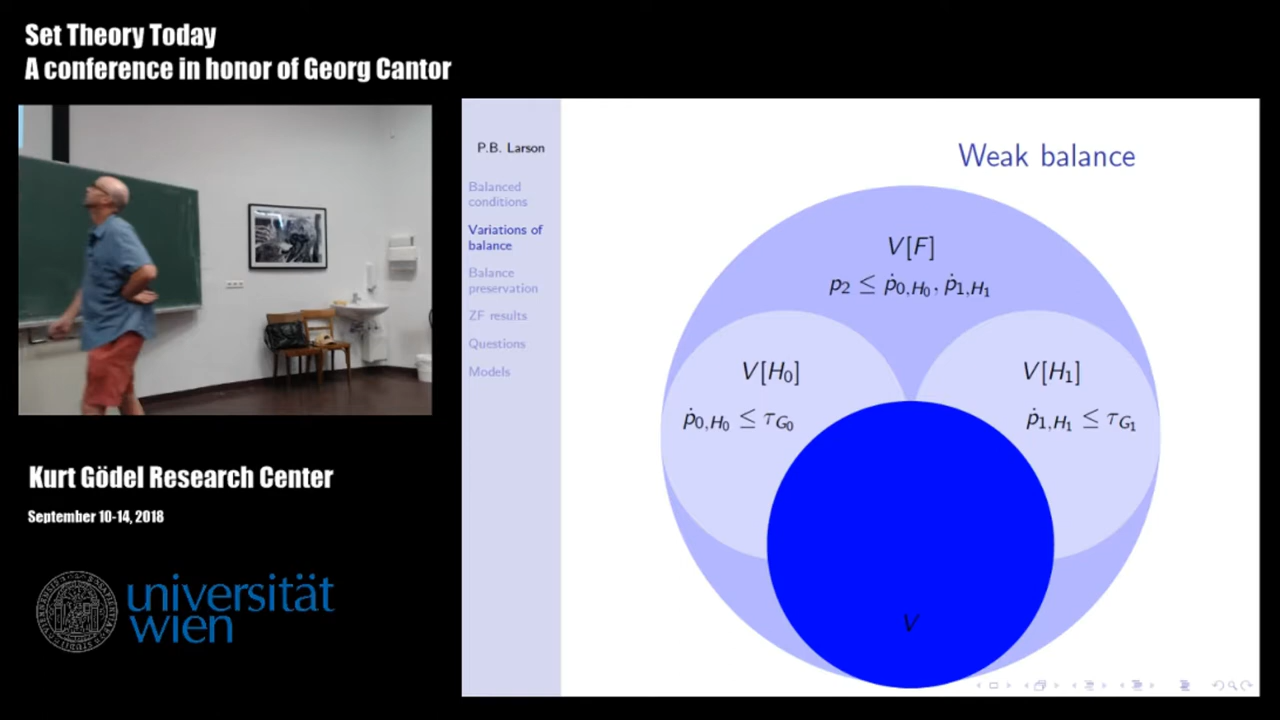 Set Theory Today
A conference in honor of Georg Cantor
Kurt Gödel Research Center
September 10-14, 2018
universität
wien
P.B. Larson
Balanced
conditions
Variations of
balance
Balance
preservation
ZF results
Questions
Models
Weak balance
V[F]
p₂ ≤ ṗ₀,H₀, ṗ₁,H₁
V[H₀]
ṗ₀,H₀ ≤ τG₀
V[H₁]
ṗ₁,H₁ ≤ τG₁
V